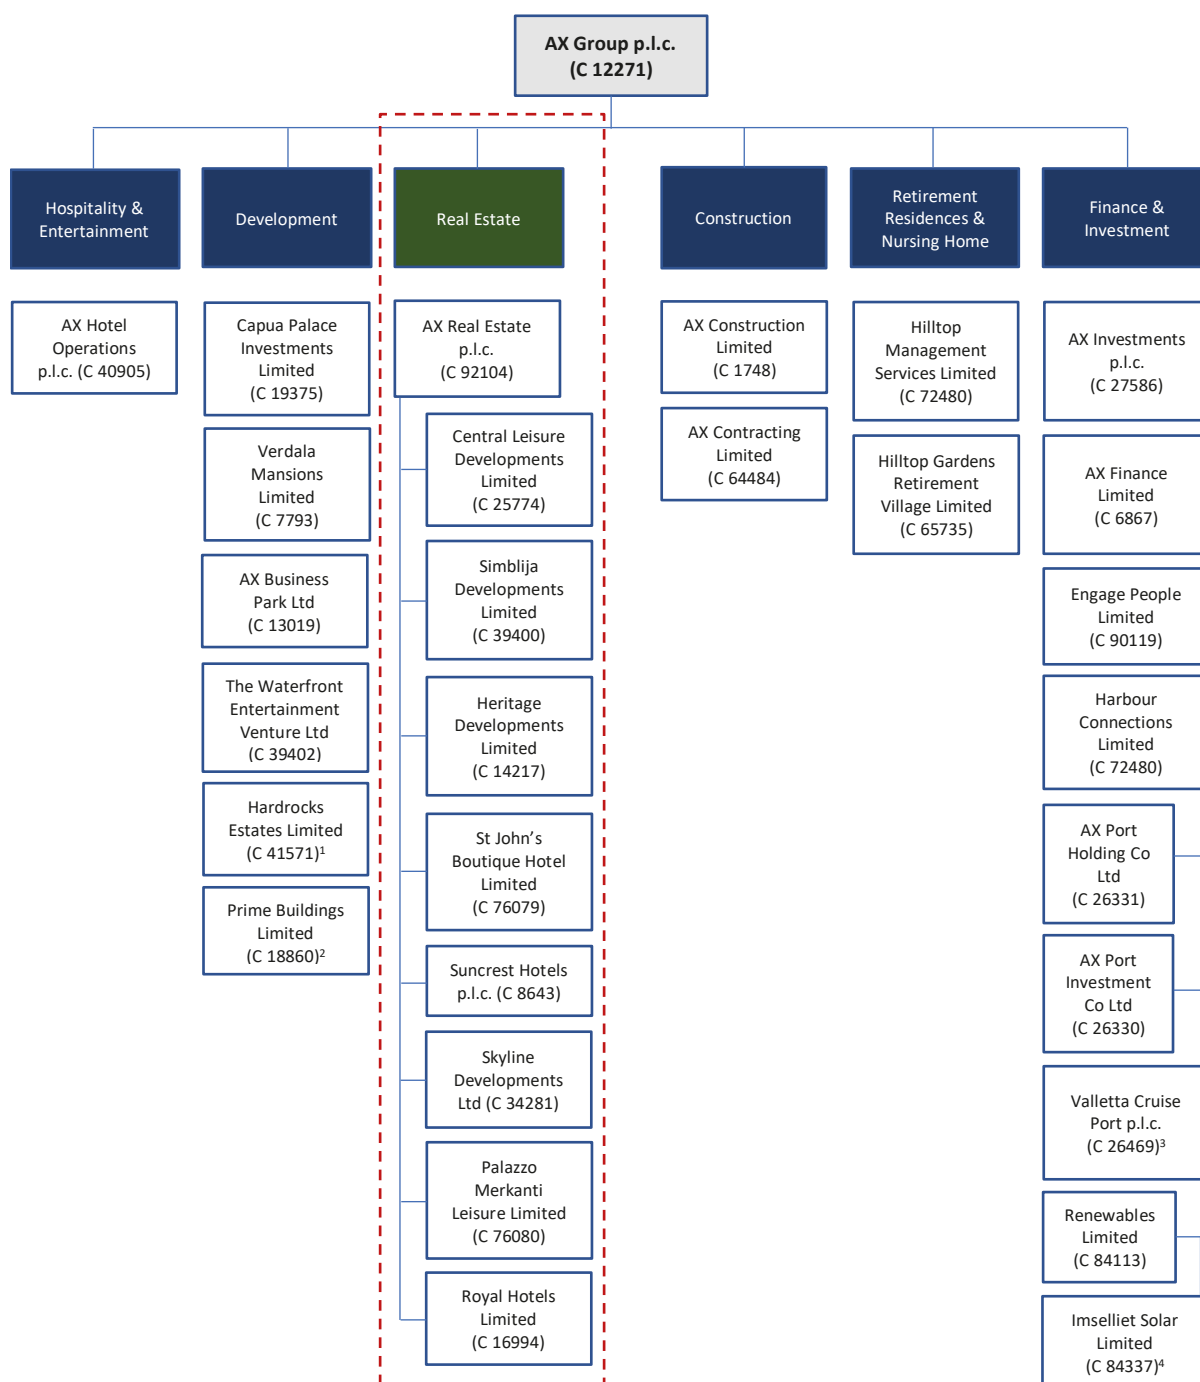 AX Group p.l.c.
(C 12271)
Hospitality &
Entertainment
Development
Real Estate
Construction
Retirement
Residences &
Nursing Home
Finance &
Investment
AX Hotel
Operations
p.l.c. (C 40905)
Capua Palace
Investments
Limited
(C 19375)
Verdala
Mansions
Limited
(C 7793)
AX Business
Park Ltd
(C 13019)
The Waterfront
Entertainment
Venture Ltd
(C 39402)
Hardrocks
Estates Limited
(C 41571)¹
Prime Buildings
Limited
(C 18860)²
AX Real Estate
p.l.c.
(C 92104)
Central Leisure
Developments
Limited
(C 25774)
Simblija
Developments
Limited
(C 39400)
Heritage
Developments
Limited
(C 14217)
St John’s
Boutique Hotel
Limited
(C 76079)
Suncrest Hotels
p.l.c. (C 8643)
Skyline
Developments
Ltd (C 34281)
Palazzo
Merkanti
Leisure Limited
(C 76080)
Royal Hotels
Limited
(C 16994)
AX Construction
Limited
(C 1748)
AX Contracting
Limited
(C 64484)
Hilltop
Management
Services Limited
(C 72480)
Hilltop Gardens
Retirement
Village Limited
(C 65735)
AX Investments
p.l.c.
(C 27586)
AX Finance
Limited
(C 6867)
Engage People
Limited
(C 90119)
Harbour
Connections
Limited
(C 72480)
AX Port
Holding Co
Ltd
(C 26331)
AX Port
Investment
Co Ltd
(C 26330)
Valletta Cruise
Port p.l.c.
(C 26469)³
Renewables
Limited
(C 84113)
Imselliet Solar
Limited
(C 84337)⁴